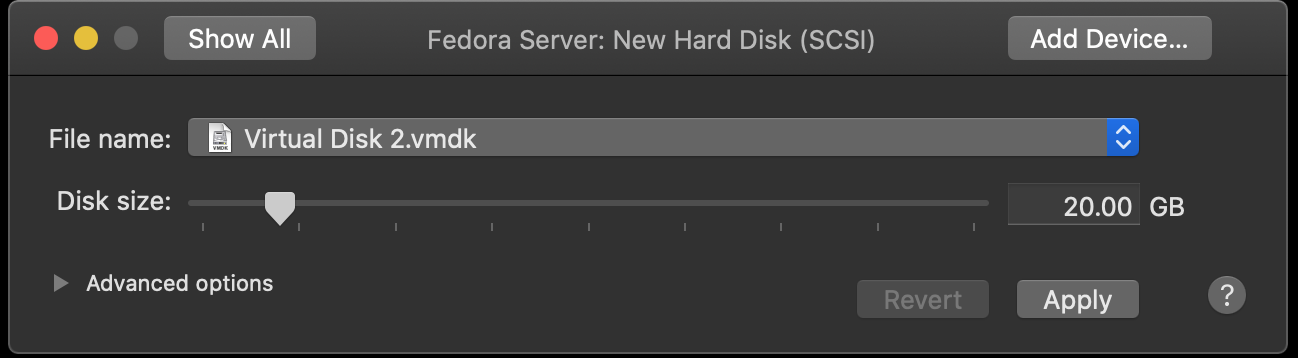 Show All Fedora Server: New Hard Disk (SCSI) Add Device...
File name: Virtual Disk 2.vmdk
Disk size: 20.00 GB
Advanced options
Revert Apply ?